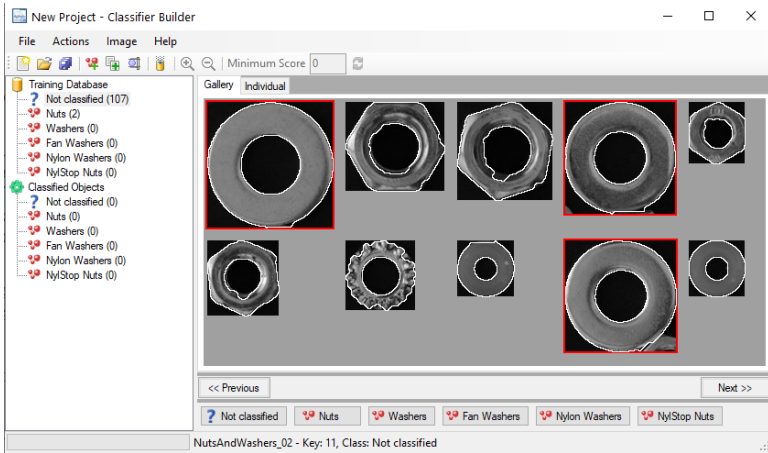 New Project - Classifier Builder
File Actions Image Help
Minimum Score 0
Training Database
Not classified (107)
Nuts (2)
Washers (0)
Fan Washers (0)
Nylon Washers (0)
NylStop Nuts (0)
Classified Objects
Not classified (0)
Nuts (0)
Washers (0)
Fan Washers (0)
Nylon Washers (0)
NylStop Nuts (0)
Gallery Individual
<< Previous Next >>
Not classified Nuts Washers Fan Washers Nylon Washers NylStop Nuts
NutsAndWashers_02 - Key: 11, Class: Not classified